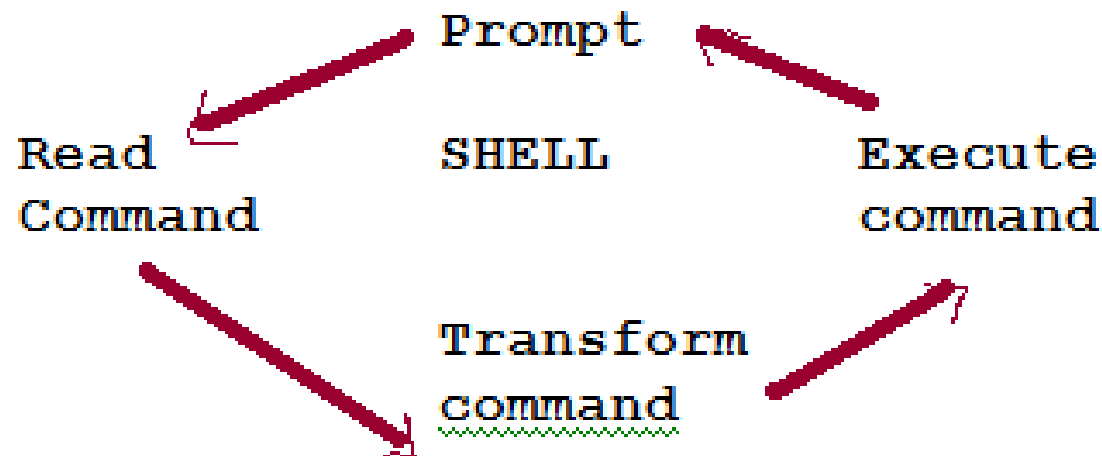 Prompt
Read
Command
SHELL
Execute
command
Transform
command